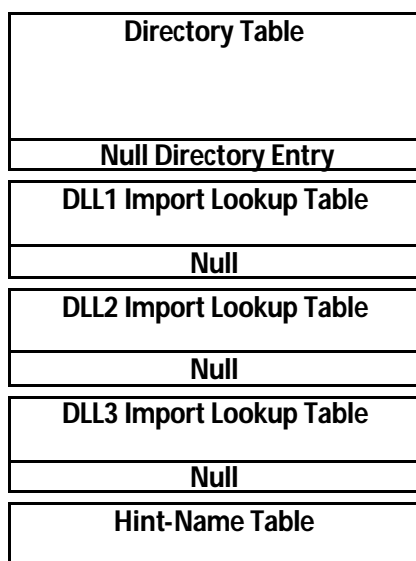 Directory Table
Null Directory Entry
DLL1 Import Lookup Table
Null
DLL2 Import Lookup Table
Null
DLL3 Import Lookup Table
Null
Hint-Name Table